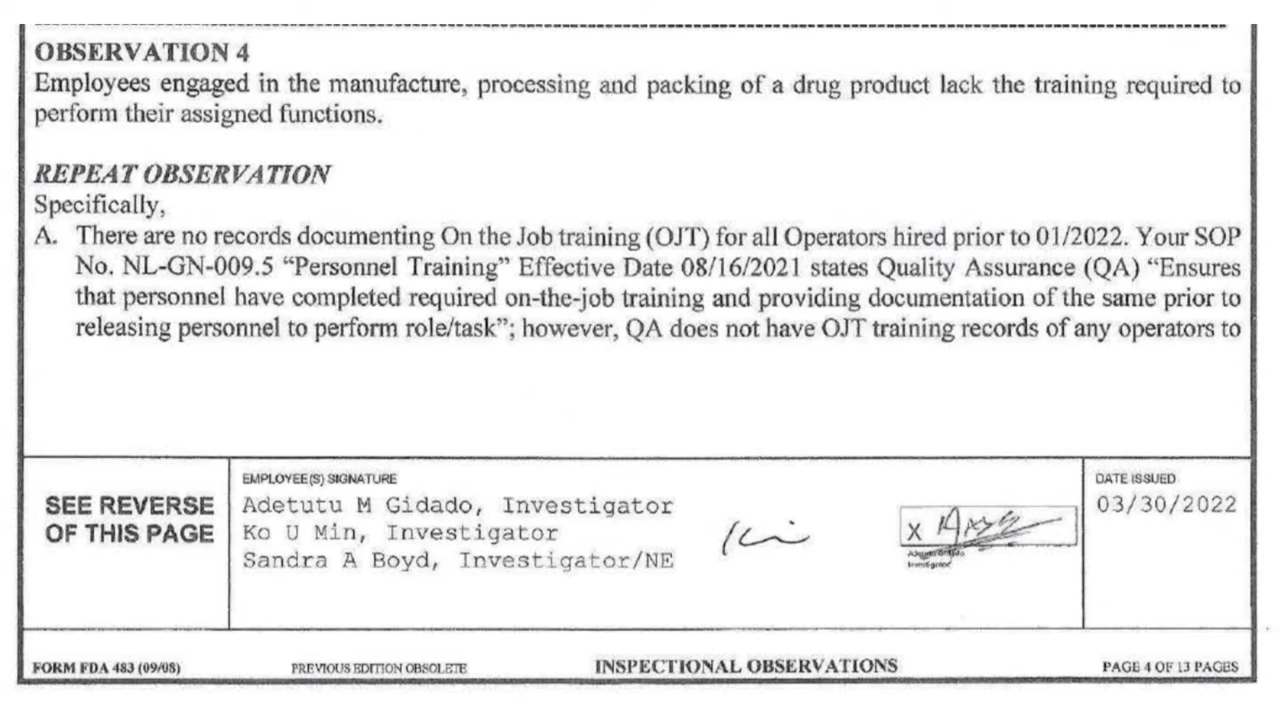 OBSERVATION 4
Employees engaged in the manufacture, processing and packing of a drug product lack the training required to
perform their assigned functions.
REPEAT OBSERVATION
Specifically,
A. There are no records documenting On the Job training (OJT) for all Operators hired prior to 01/2022. Your SOP
No. NL-GN-009.5 “Personnel Training” Effective Date 08/16/2021 states Quality Assurance (QA) “Ensures
that personnel have completed required on-the-job training and providing documentation of the same prior to
releasing personnel to perform role/task”; however, QA does not have OJT training records of any operators to
SEE REVERSE
OF THIS PAGE
EMPLOYEE(S) SIGNATURE
Adetutu M Gidado, Investigator
Ko U Min, Investigator
Sandra A Boyd, Investigator/NE
X
Investigator
DATE ISSUED
03/30/2022
FORM FDA 483 (09/08)
PREVIOUS EDITION OBSOLETE
INSPECTIONAL OBSERVATIONS
PAGE 4 OF 13 PAGES